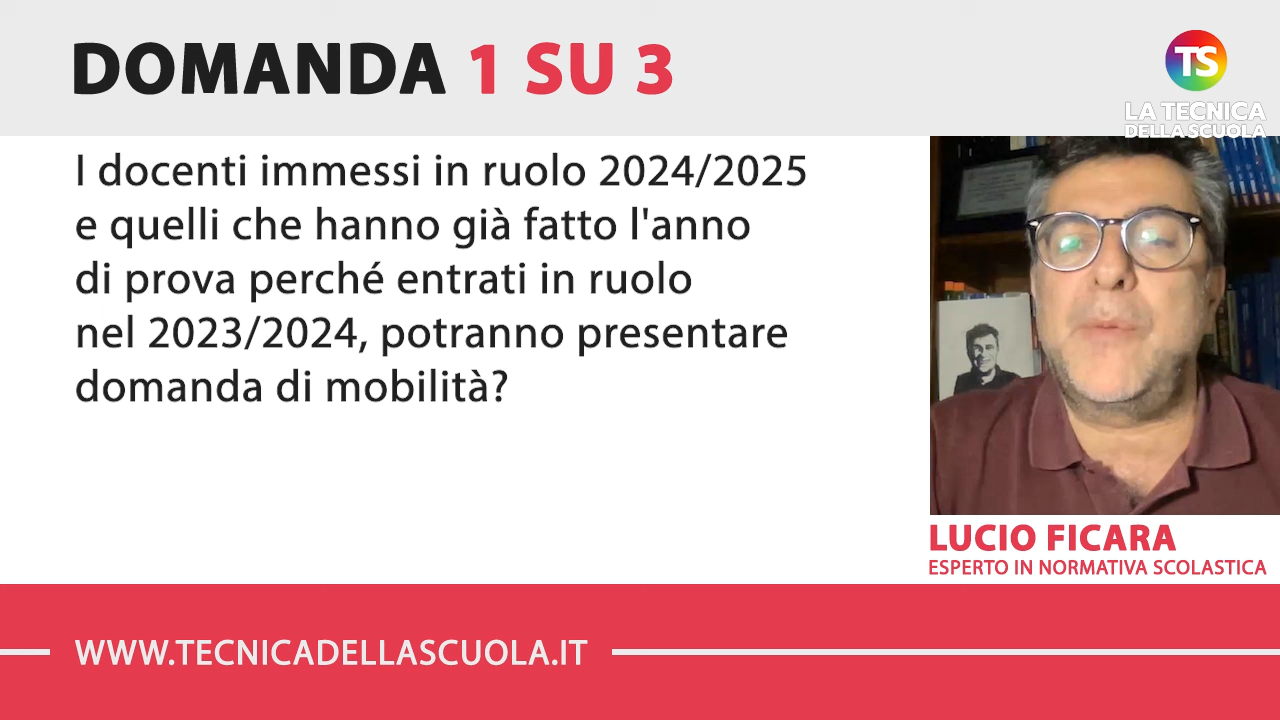 DOMANDA 1 SU 3
TS
LA TECNICA
DELLA SCUOLA
I docenti immessi in ruolo 2024/2025
e quelli che hanno già fatto l'anno
di prova perché entrati in ruolo
nel 2023/2024, potranno presentare
domanda di mobilità?
LUCIO FICARA
ESPERTO IN NORMATIVA SCOLASTICA
WWW.TECNICADELLASCUOLA.IT